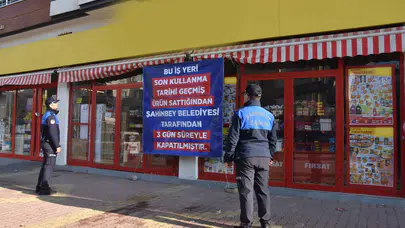 BU İŞ YERİ
SON KULLANMA
TARİHİ GEÇMİŞ
ÜRÜN SATTIĞINDAN
ŞAHİNBEY BELEDİYESİ
TARAFINDAN
3 GÜN SÜREYLE
KAPATILMIŞTIR.
FIRSAT